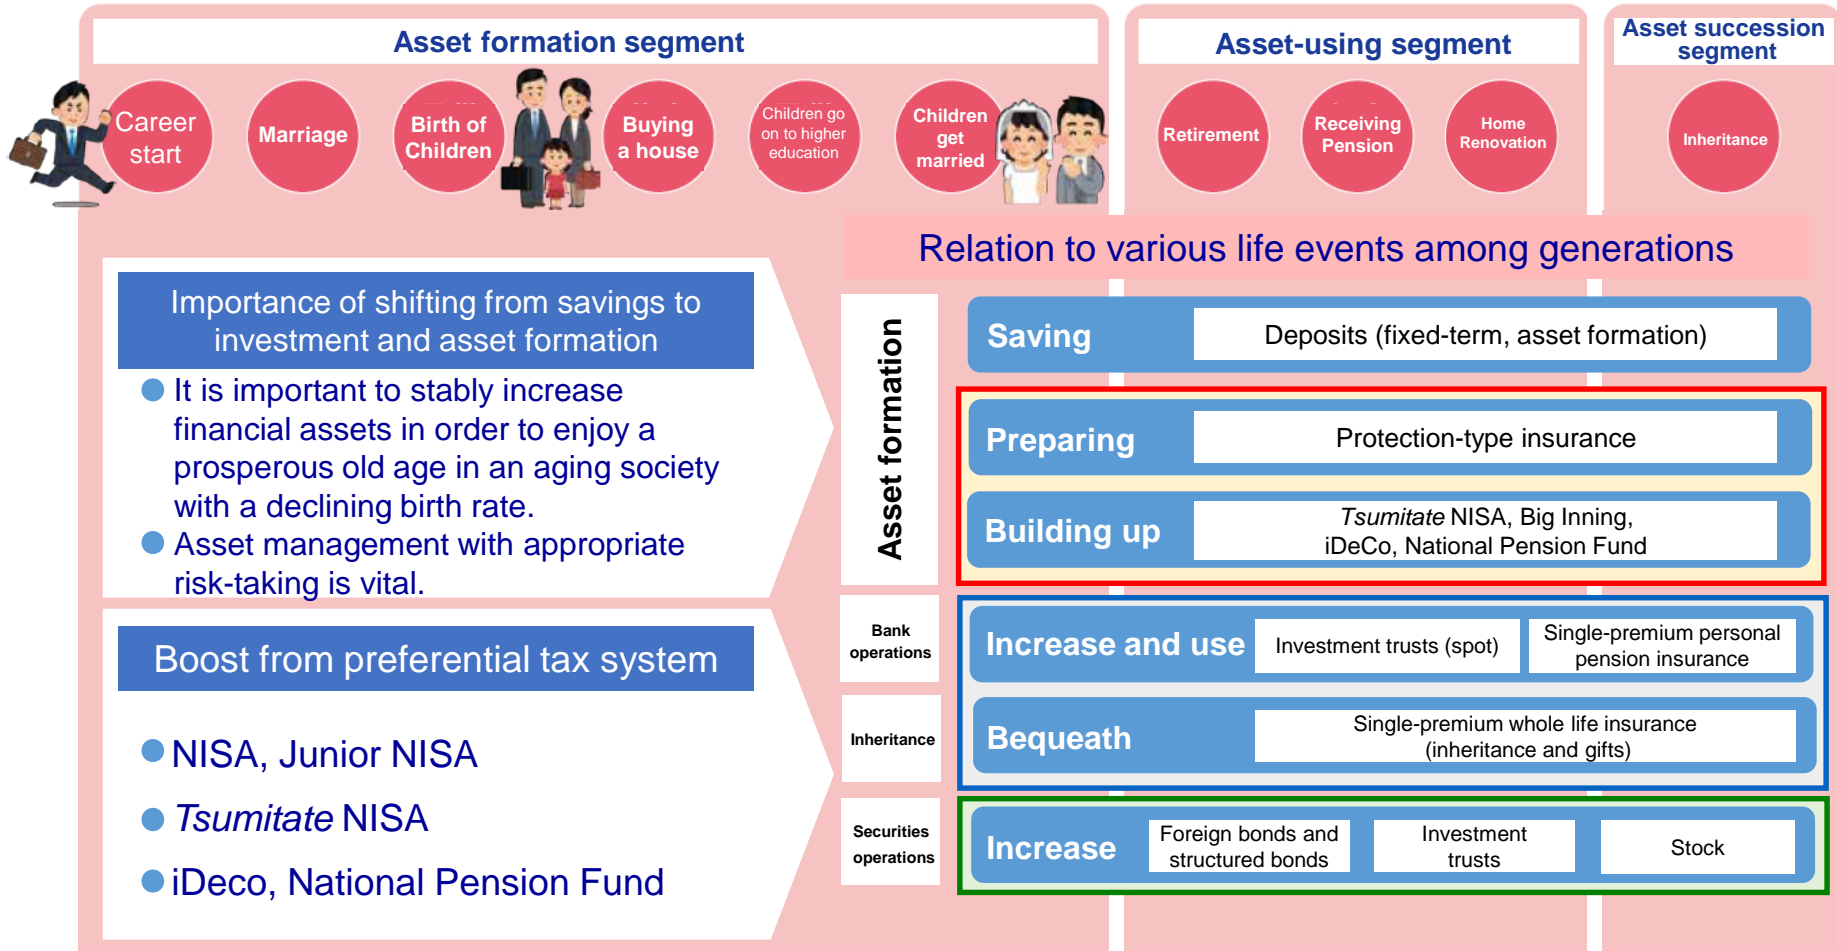 Asset formation segment
Asset-using segment
Asset succession
segment
Career
start
Marriage
Birth of
Children
Buying
a house
Children go
on to higher
education
Children
get
married
Retirement
Receiving
Pension
Home
Renovation
Inheritance
Relation to various life events among generations
Importance of shifting from savings to
investment and asset formation
● It is important to stably increase
financial assets in order to enjoy a
prosperous old age in an aging society
with a declining birth rate.
● Asset management with appropriate
risk-taking is vital.
Boost from preferential tax system
● NISA, Junior NISA
● Tsumitate NISA
● iDeco, National Pension Fund
Asset formation
Saving
Deposits (fixed-term, asset formation)
Preparing
Protection-type insurance
Building up
Tsumitate NISA, Big Inning,
iDeCo, National Pension Fund
Bank
operations
Increase and use
Investment trusts (spot)
Single-premium personal
pension insurance
Inheritance
Bequeath
Single-premium whole life insurance
(inheritance and gifts)
Securities
operations
Increase
Foreign bonds and
structured bonds
Investment
trusts
Stock